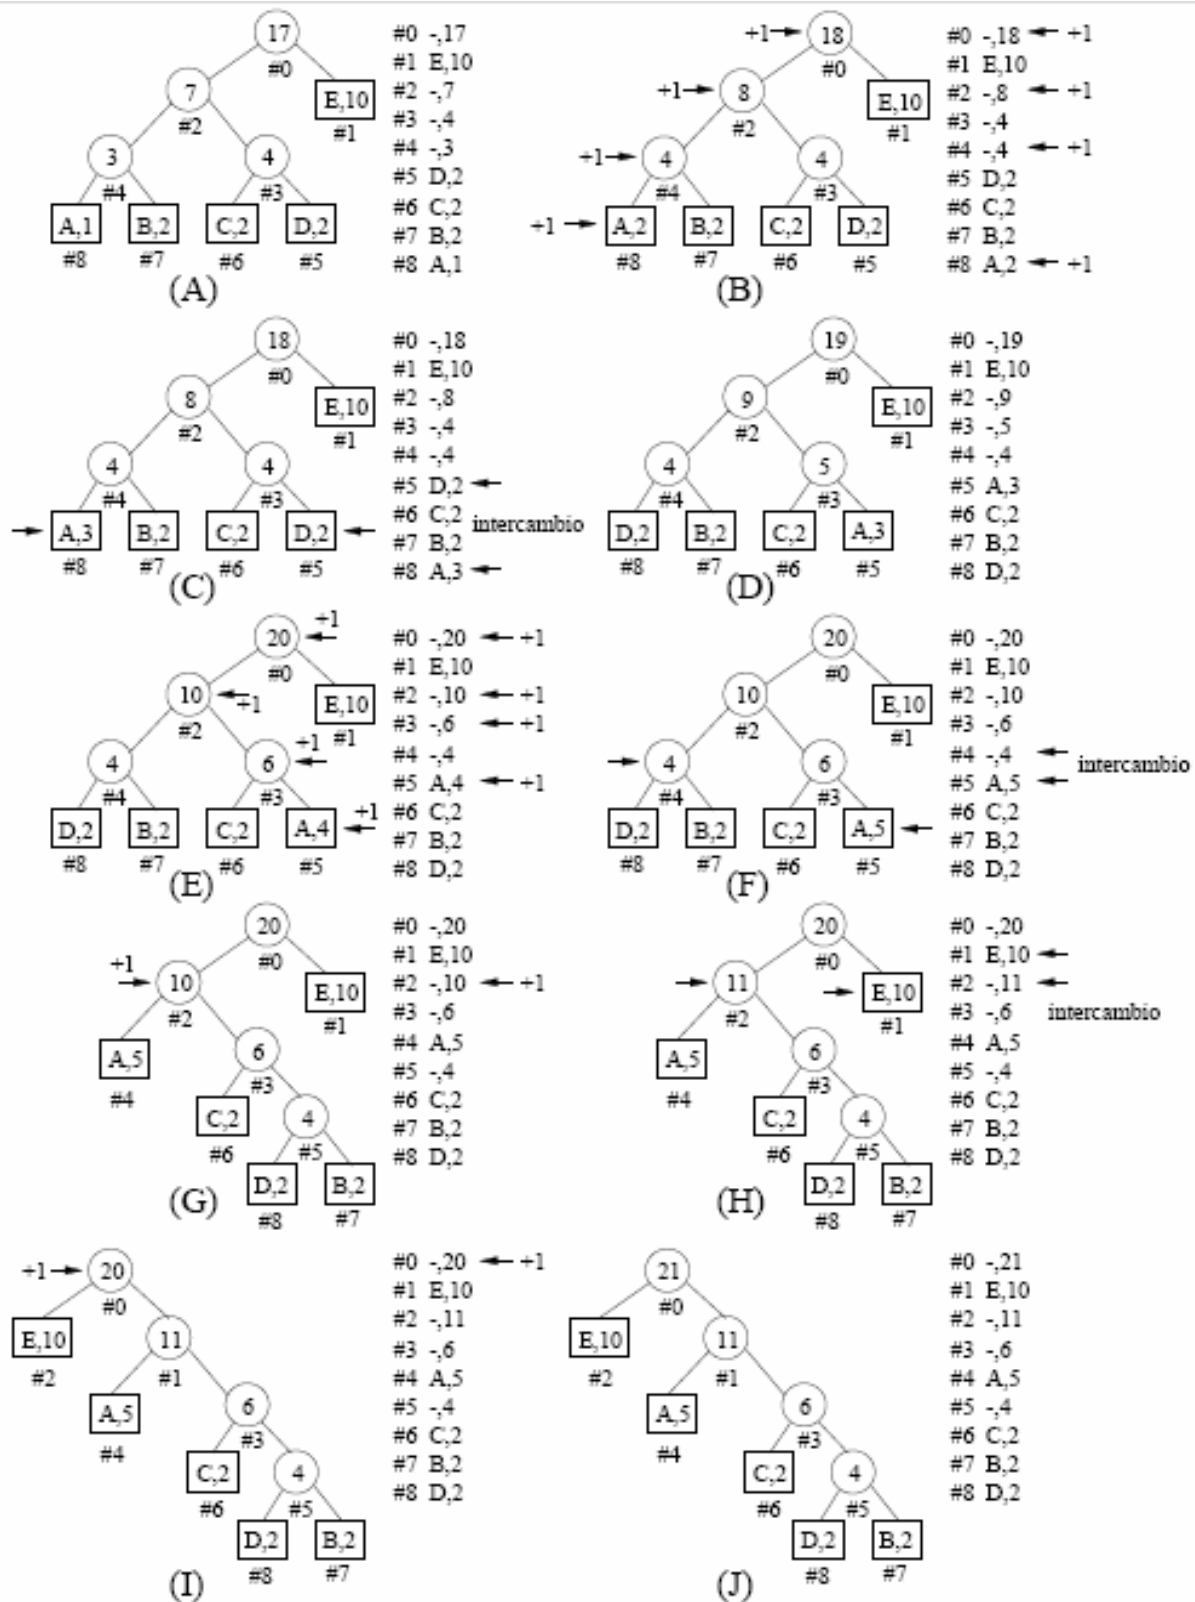 17 #0 -,17
#0 #1 E,10
7 E,10 #2 -,7
#2 #1 #3 -,4
3 4 #4 -,3
#4 #3 #5 D,2
A,1 B,2 C,2 D,2 #6 C,2
#8 #7 #6 #5 #7 B,2
#8 A,1
(A)
+1 18 #0 -,18 +1
#0 #1 E,10
+1 8 E,10 #2 -,8 +1
#2 #1 #3 -,4
+1 4 4 #4 -,4 +1
#4 #3 #5 D,2
+1 A,2 B,2 C,2 D,2 #6 C,2
#8 #7 #6 #5 #7 B,2
#8 A,2 +1
(B)
18 #0 -,18
#0 #1 E,10
8 E,10 #2 -,8
#2 #1 #3 -,4
4 4 #4 -,4
#4 #3 #5 D,2
A,3 B,2 C,2 D,2 #6 C,2 intercambio
#8 #7 #6 #5 #7 B,2
#8 A,3
(C)
19 #0 -,19
#0 #1 E,10
9 E,10 #2 -,9
#2 #1 #3 -,5
4 5 #4 -,4
#4 #3 #5 A,3
D,2 B,2 C,2 A,3 #6 C,2
#8 #7 #6 #5 #7 B,2
#8 D,2
(D)
+1
20 #0 -,20 +1
#0 #1 E,10
10 +1 E,10 #2 -,10 +1
#2 #1 #3 -,6 +1
4 6 +1 #4 -,4
#4 #3 #5 A,4 +1
D,2 B,2 C,2 A,4 +1 #6 C,2
#8 #7 #6 #5 #7 B,2
#8 D,2
(E)
20 #0 -,20
#0 #1 E,10
10 E,10 #2 -,10
#2 #1 #3 -,6
4 6 #4 -,4 intercambio
#4 #3 #5 A,5
D,2 B,2 C,2 A,5 #6 C,2
#8 #7 #6 #5 #7 B,2
#8 D,2
(F)
20 #0 -,20
#0 #1 E,10
+1 10 E,10 #2 -,10 +1
#2 #1 #3 -,6
A,5 6 #4 A,5
#4 #3 #5 -,4
C,2 4 #6 C,2
#6 #5 #7 B,2
D,2 B,2 #8 D,2
#8 #7
(G)
20 #0 -,20
#0 #1 E,10
11 E,10 #2 -,11
#2 #1 #3 -,6 intercambio
A,5 6 #4 A,5
#4 #3 #5 -,4
C,2 4 #6 C,2
#6 #5 #7 B,2
D,2 B,2 #8 D,2
#8 #7
(H)
+1 20 #0 -,20 +1
#0 #1 E,10
E,10 11 #2 -,11
#2 #1 #3 -,6
A,5 6 #4 A,5
#4 #3 #5 -,4
C,2 4 #6 C,2
#6 #5 #7 B,2
D,2 B,2 #8 D,2
#8 #7
(I)
21 #0 -,21
#0 #1 E,10
E,10 11 #2 -,11
#2 #1 #3 -,6
A,5 6 #4 A,5
#4 #3 #5 -,4
C,2 4 #6 C,2
#6 #5 #7 B,2
D,2 B,2 #8 D,2
#8 #7
(J)